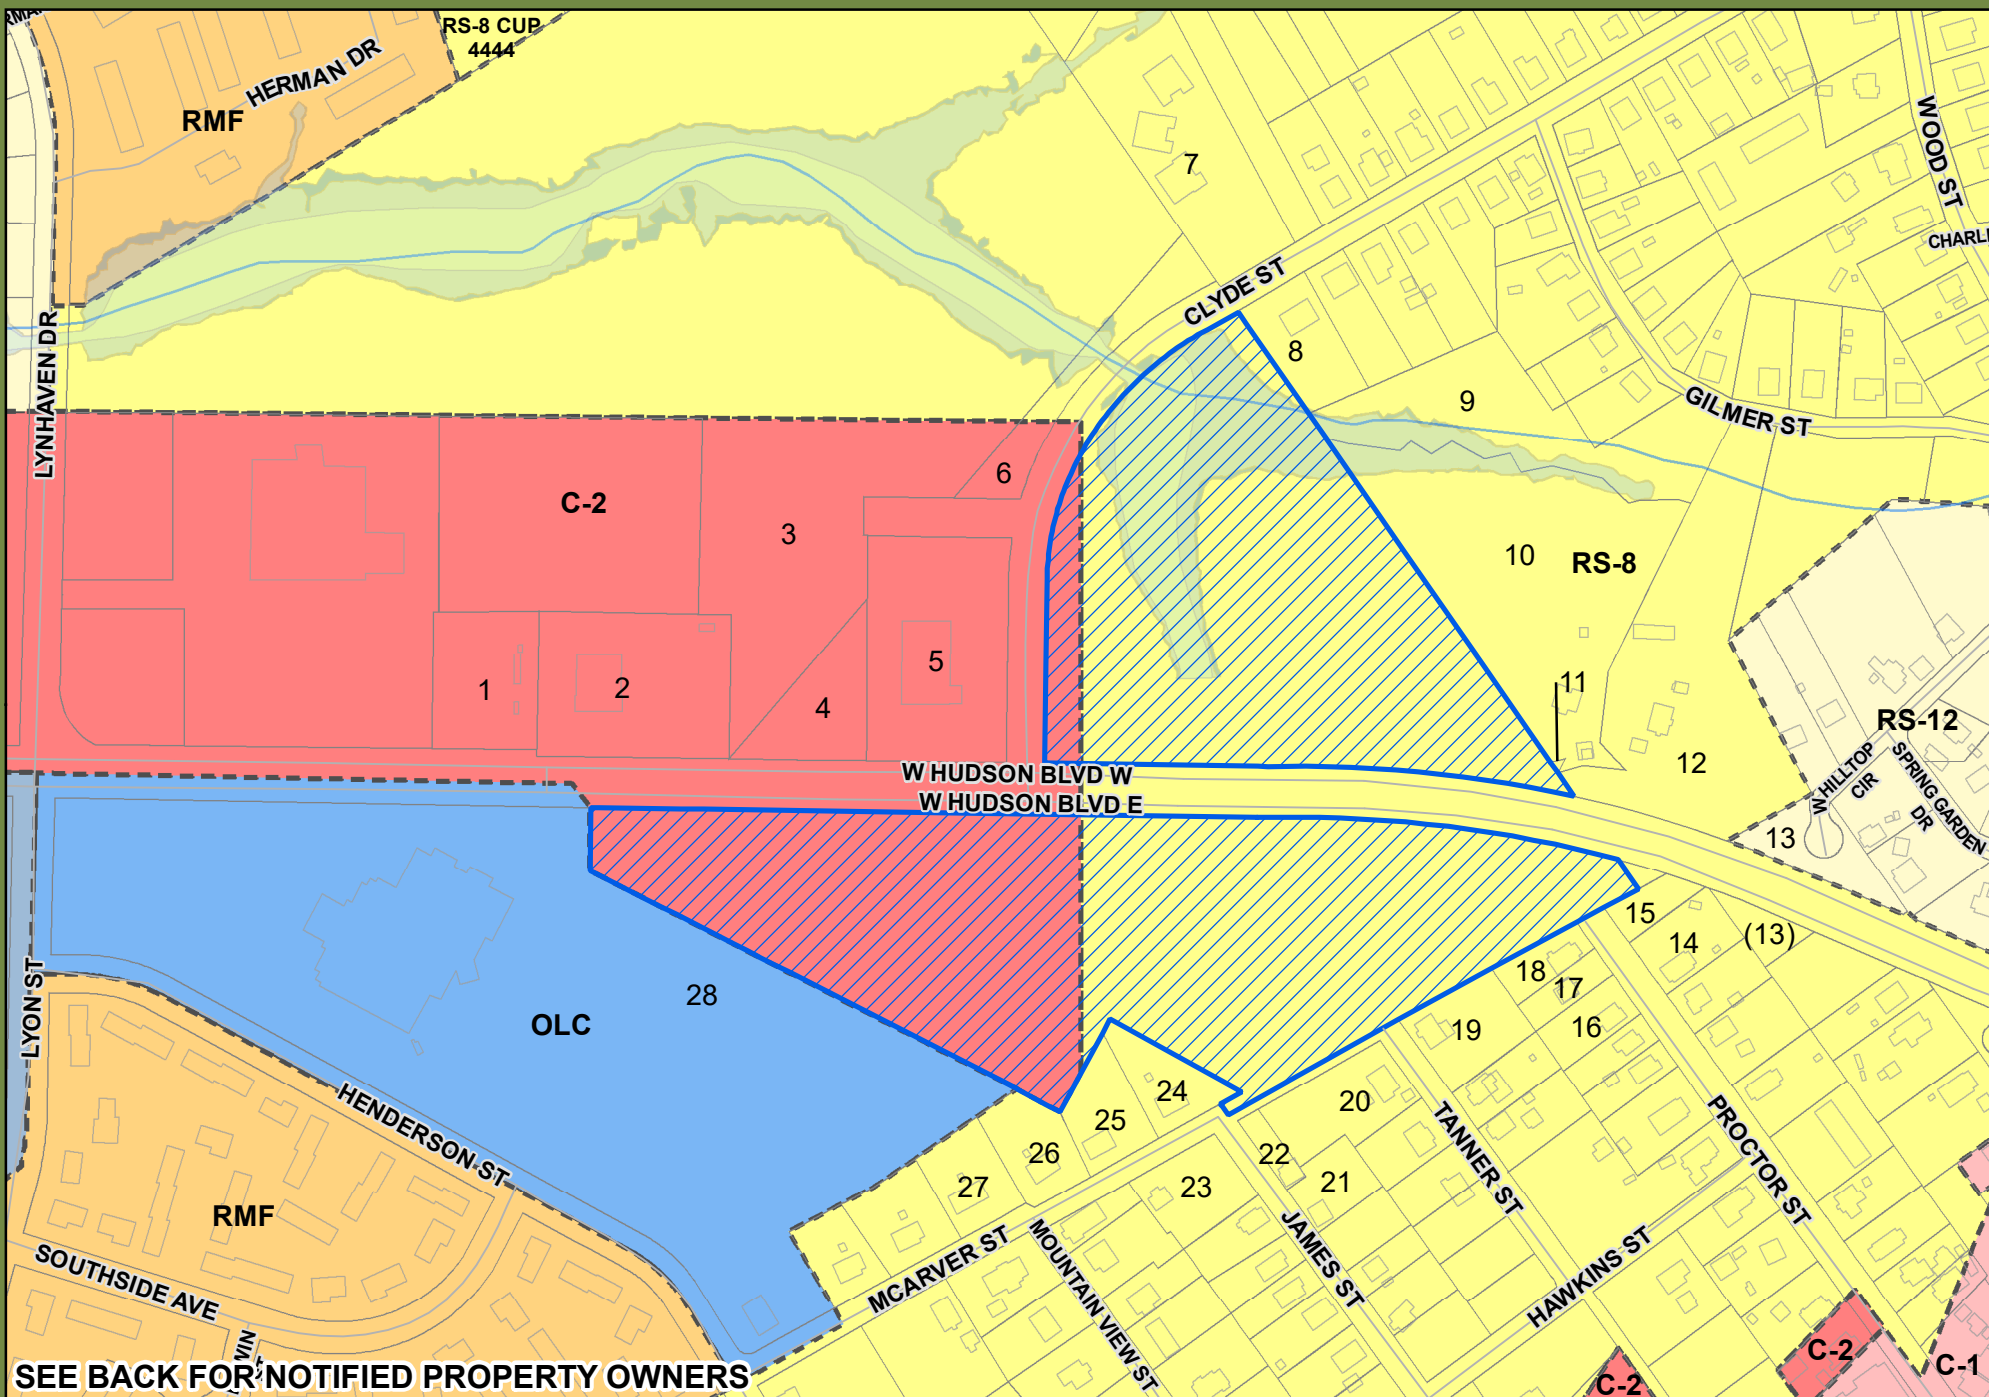 RS-8 CUP
4444
HERMAN DR
RMF
WOOD ST
7
CHARL
CLYDE ST
LYNHAVEN DR
8
9
GILMER ST
6
C-2
3
10
RS-8
5
1
2
4
11
RS-12
12
W HILLTOP
CIR
SPRING GARDEN
DR
W HUDSON BLVD W
W HUDSON BLVD E
13
15
14
(13)
18
17
16
19
28
OLC
LYON ST
24
20
25
HENDERSON ST
TANNER ST
PROCTOR ST
26
22
21
27
23
RMF
JAMES ST
MCARVER ST
MOUNTAIN VIEW ST
HAWKINS ST
SOUTHSIDE AVE
C-2
C-1
C-2
SEE BACK FOR NOTIFIED PROPERTY OWNERS